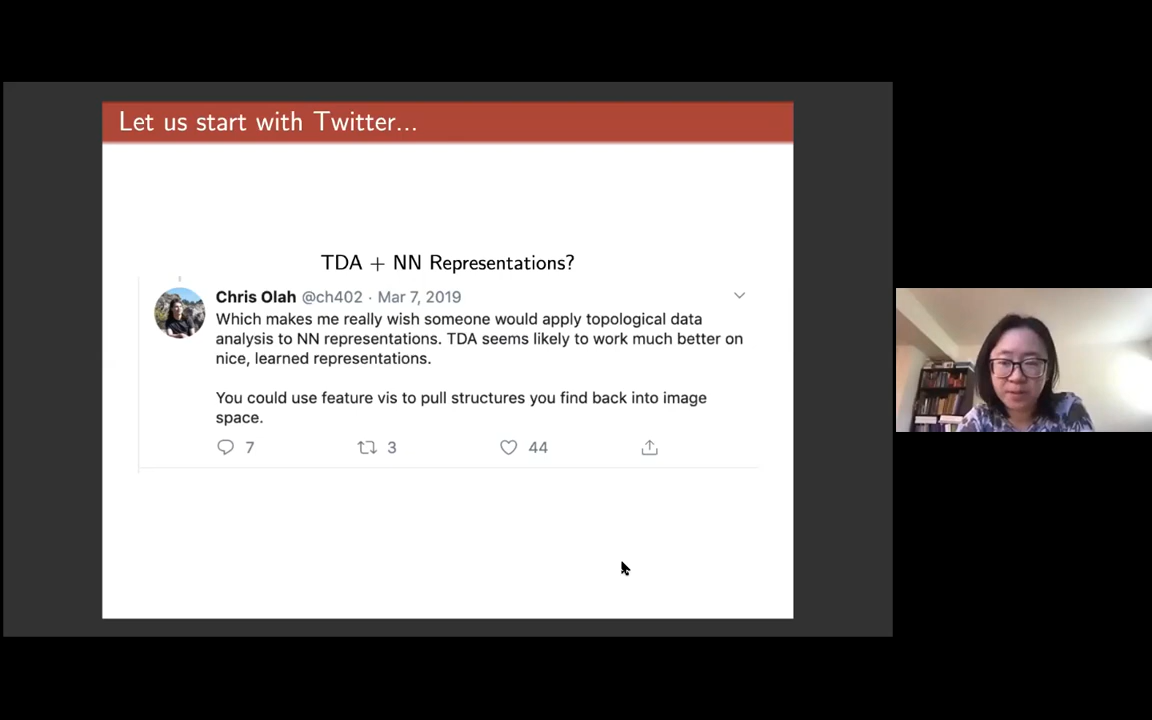 Let us start with Twitter...
TDA + NN Representations?
Chris Olah @ch402 · Mar 7, 2019
Which makes me really wish someone would apply topological data
analysis to NN representations. TDA seems likely to work much better on
nice, learned representations.
You could use feature vis to pull structures you find back into image
space.
7 3 44